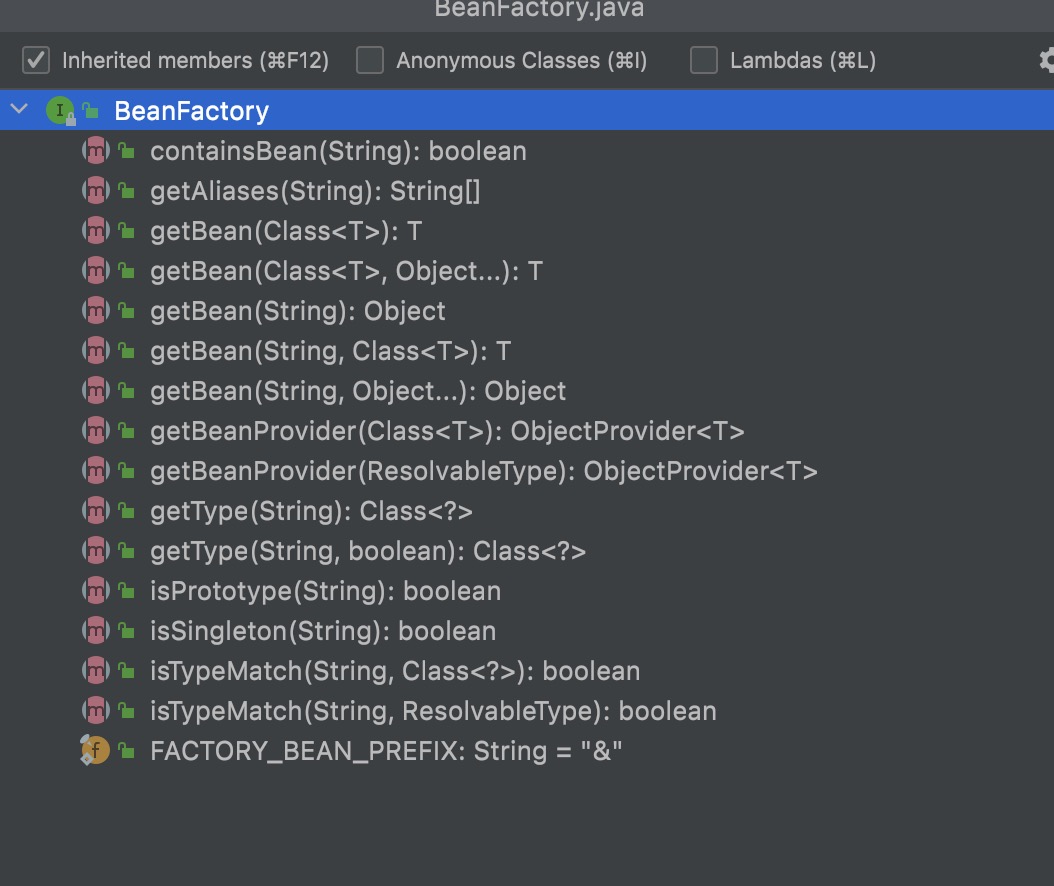 BeanFactory.java
Inherited members (⌘F12) Anonymous Classes (⌘I) Lambdas (⌘L)
I BeanFactory
m containsBean(String): boolean
m getAliases(String): String[]
m getBean(Class<T>): T
m getBean(Class<T>, Object...): T
m getBean(String): Object
m getBean(String, Class<T>): T
m getBean(String, Object...): Object
m getBeanProvider(Class<T>): ObjectProvider<T>
m getBeanProvider(ResolvableType): ObjectProvider<T>
m getType(String): Class<?>
m getType(String, boolean): Class<?>
m isPrototype(String): boolean
m isSingleton(String): boolean
m isTypeMatch(String, Class<?>): boolean
m isTypeMatch(String, ResolvableType): boolean
f FACTORY_BEAN_PREFIX: String = "&"